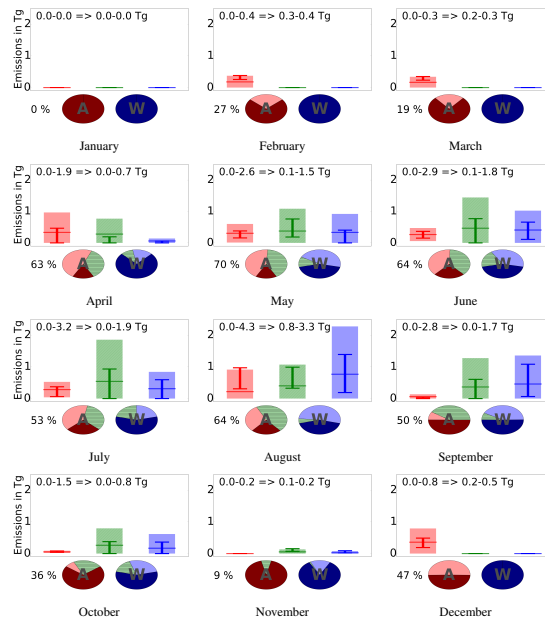 0.0-0.0 => 0.0-0.0 Tg
0.0-0.4 => 0.3-0.4 Tg
0.0-0.3 => 0.2-0.3 Tg
Emissions in Tg
2
1
0
2
1
0
2
1
0
0 %
A
W
27 %
A
W
19 %
A
W
January
February
March
0.0-1.9 => 0.0-0.7 Tg
0.0-2.6 => 0.1-1.5 Tg
0.0-2.9 => 0.1-1.8 Tg
Emissions in Tg
2
1
0
2
1
0
2
1
0
63 %
A
W
70 %
A
W
64 %
A
W
April
May
June
0.0-3.2 => 0.0-1.9 Tg
0.0-4.3 => 0.8-3.3 Tg
0.0-2.8 => 0.0-1.7 Tg
Emissions in Tg
2
1
0
2
1
0
2
1
0
53 %
A
W
64 %
A
W
50 %
A
W
July
August
September
0.0-1.5 => 0.0-0.8 Tg
0.0-0.2 => 0.1-0.2 Tg
0.0-0.8 => 0.2-0.5 Tg
Emissions in Tg
2
1
0
2
1
0
2
1
0
36 %
A
W
9 %
A
W
47 %
A
W
October
November
December